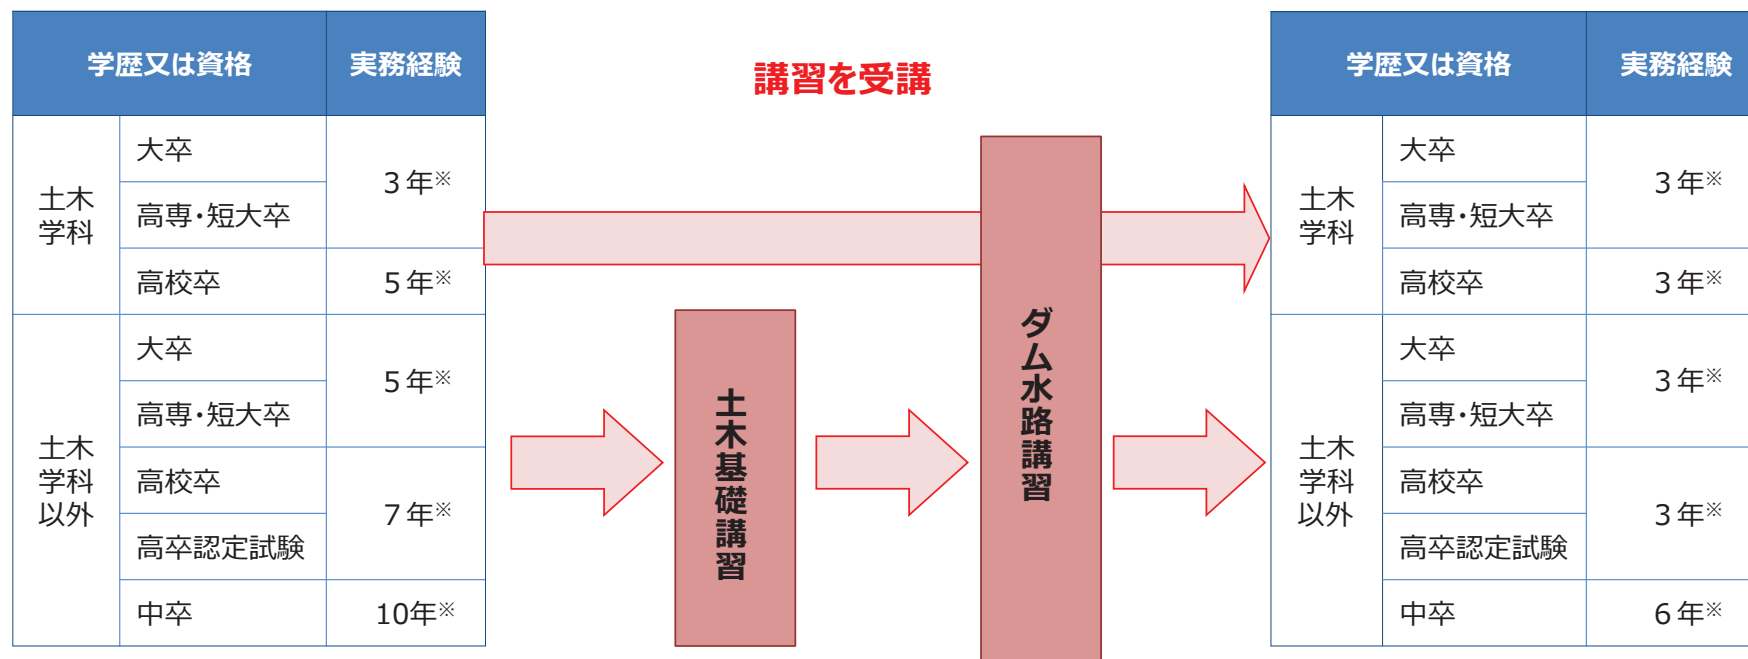 学歴又は資格 実務経験
土木
学科
大卒
3年※
高専・短大卒
高校卒 5年※
土木
学科
以外
大卒
5年※
高専・短大卒
高校卒
7年※
高卒認定試験
中卒 10年※
講習を受講
土木基礎講習
ダム水路講習
学歴又は資格 実務経験
土木
学科
大卒
3年※
高専・短大卒
高校卒 3年※
土木
学科
以外
大卒
3年※
高専・短大卒
高校卒
3年※
高卒認定試験
中卒 6年※